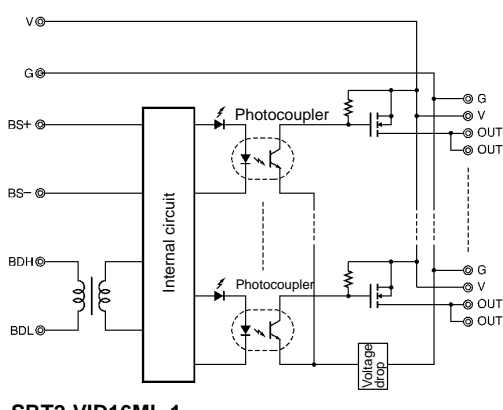 V
G
BS+
BS−
BDH
BDL
Internal circuit
Photocoupler
Photocoupler
G
V
OUT
OUT
G
V
OUT
OUT
Voltage
drop